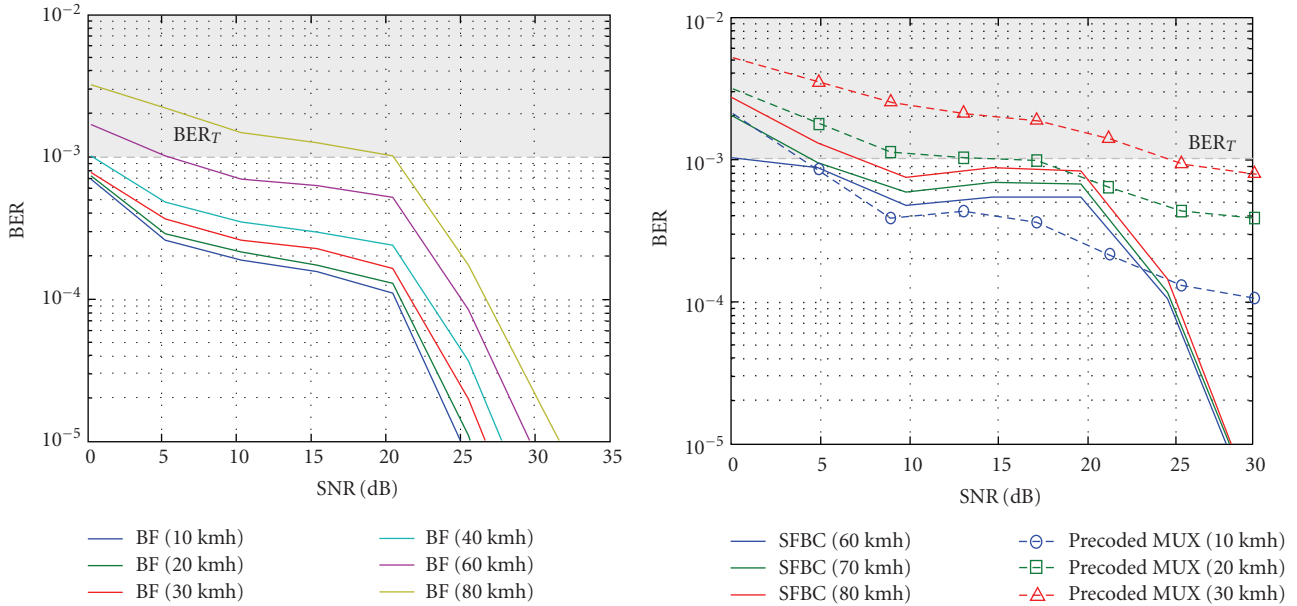 10^-2
10^-3
10^-4
10^-5
BER
BER_T
0 5 10 15 20 25 30 35
SNR (dB)
BF (10 kmh)
BF (20 kmh)
BF (30 kmh)
BF (40 kmh)
BF (60 kmh)
BF (80 kmh)
10^-2
10^-3
10^-4
10^-5
BER
BER_T
0 5 10 15 20 25 30
SNR (dB)
SFBC (60 kmh)
SFBC (70 kmh)
SFBC (80 kmh)
Precoded MUX (10 kmh)
Precoded MUX (20 kmh)
Precoded MUX (30 kmh)